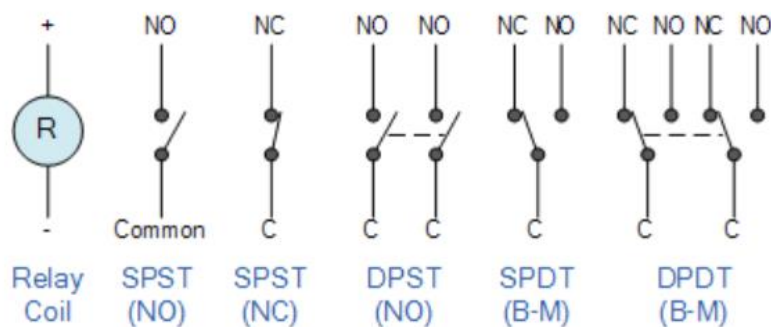 + NO NC NO NO NC NO NC NO NC NO
R
- Common C C C C C C
Relay SPST SPST DPST SPDT DPDT
Coil (NO) (NC) (NO) (B-M) (B-M)